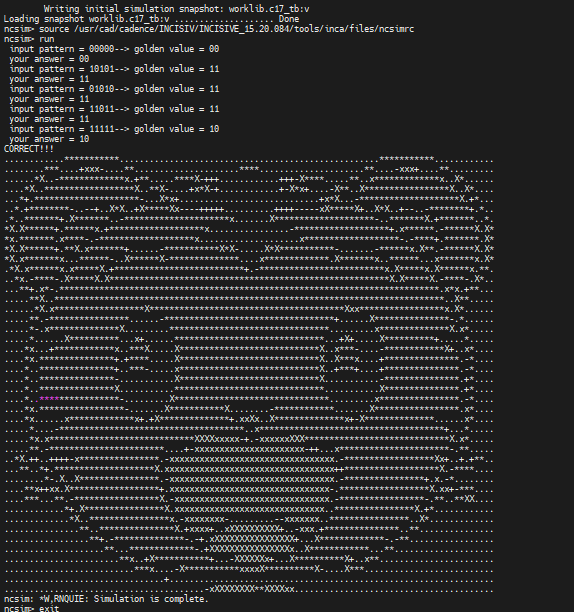 Writing initial simulation snapshot: worklib.c17_tb:v
Loading snapshot worklib.c17_tb:v .................... Done
ncsim> source /usr/cad/cadence/INCISIV/INCISIVE_15.20.084/tools/inca/files/ncsimrc
ncsim> run
input pattern = 00000--> golden value = 00
your answer = 00
input pattern = 10101--> golden value = 11
your answer = 11
input pattern = 01010--> golden value = 11
your answer = 11
input pattern = 11011--> golden value = 11
your answer = 11
input pattern = 11111--> golden value = 10
your answer = 10
CORRECT!!!
ncsim: *W,RNQUIE: Simulation is complete.
ncsim> exit